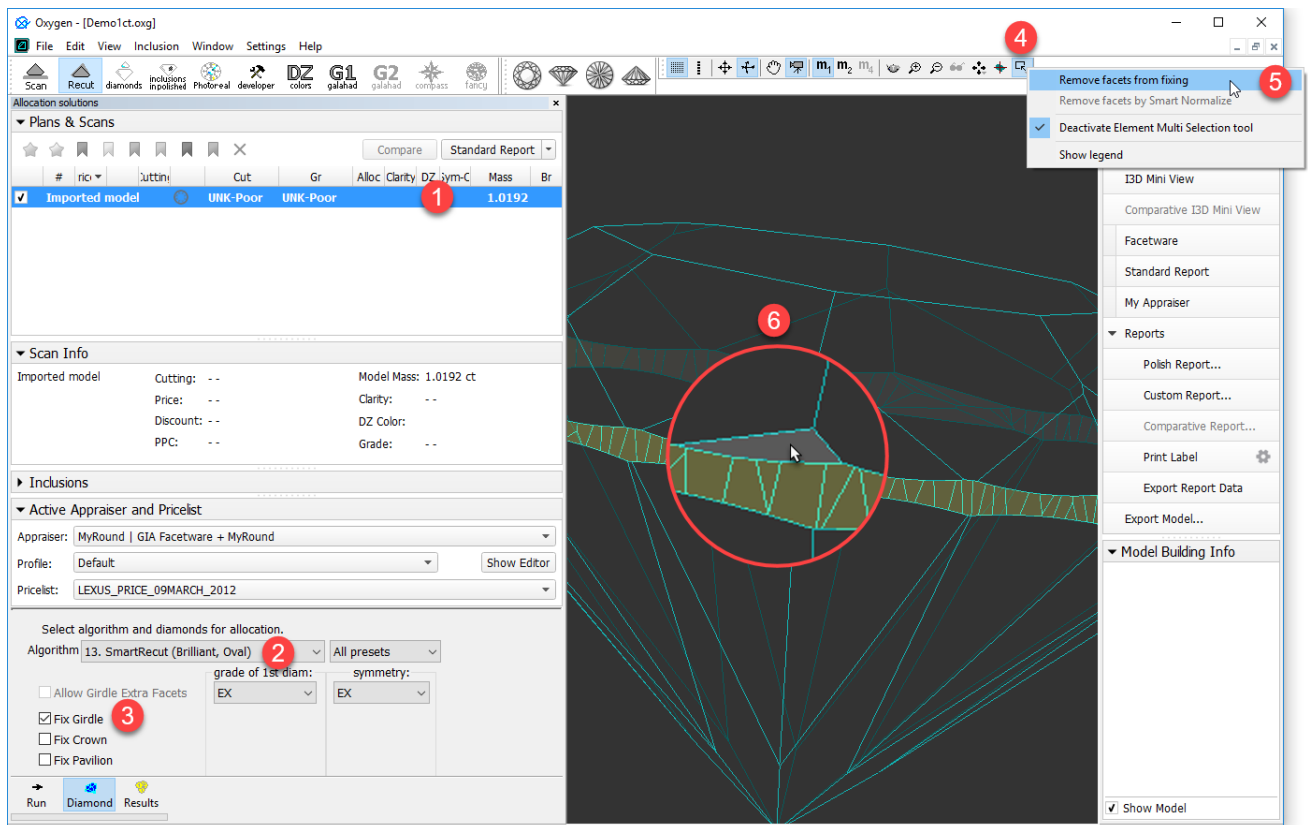 Oxygen - [Demo1ct.oxg]
4
File Edit View Inclusion Window Settings Help
Scan Recut diamonds inclusions inpolished Photoreal developer DZ colors G1 galahad G2 galahad compass fancy m1 m2 m4
Remove facets from fixing
5
Remove facets by Smart Normalize
Deactivate Element Multi Selection tool
Show legend
Allocation solutions
Plans & Scans
Compare Standard Report
# Cut Gr Alloc Clarity DZ Mass Br
Imported model UNK-Poor UNK-Poor 1.0192
1
I3D Mini View
Comparative I3D Mini View
Facetware
Standard Report
My Appraiser
Reports
Polish Report...
Custom Report...
Comparative Report...
Print Label
Export Report Data
Export Model...
Model Building Info
Show Model
6
Scan Info
Imported model Cutting: - - Model Mass: 1.0192 ct
Price: - - Clarity: - -
Discount: - - DZ Color:
PPC: - - Grade: - -
Inclusions
Active Appraiser and Pricelist
Appraiser: MyRound | GIA Facetware + MyRound
Profile: Default Show Editor
Pricelist: LEXUS_PRICE_09MARCH_2012
Select algorithm and diamonds for allocation.
Algorithm 13. SmartRecut (Brilliant, Oval) 2 All presets
grade of 1st diam: symmetry:
Allow Girdle Extra Facets EX EX
Fix Girdle 3
Fix Crown
Fix Pavilion
Run Diamond Results